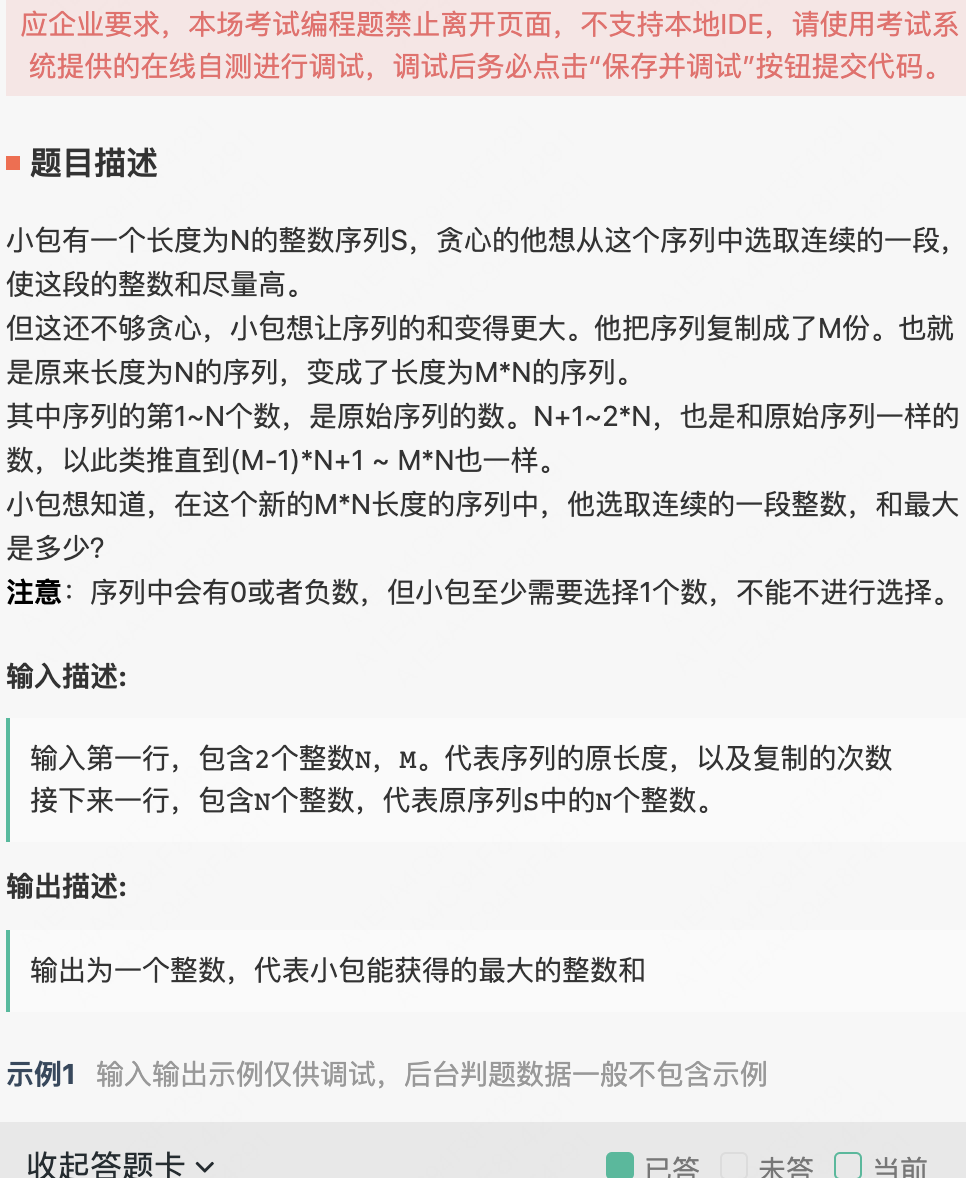 应企业要求，本场考试编程题禁止离开页面，不支持本地IDE，请使用考试系
统提供的在线自测进行调试，调试后务必点击“保存并调试”按钮提交代码。
题目描述
小包有一个长度为N的整数序列S，贪心的他想从这个序列中选取连续的一段，
使这段的整数和尽量高。
但这还不够贪心，小包想让序列的和变得更大。他把序列复制成了M份。也就
是原来长度为N的序列，变成了长度为M*N的序列。
其中序列的第1~N个数，是原始序列的数。N+1~2*N，也是和原始序列一样的
数，以此类推直到(M-1)*N+1 ~ M*N也一样。
小包想知道，在这个新的M*N长度的序列中，他选取连续的一段整数，和最大
是多少?
注意：序列中会有0或者负数，但小包至少需要选择1个数，不能不进行选择。
输入描述:
输入第一行，包含2个整数N，M。代表序列的原长度，以及复制的次数
接下来一行，包含N个整数，代表原序列S中的N个整数。
输出描述:
输出为一个整数，代表小包能获得的最大的整数和
示例1 输入输出示例仅供调试，后台判题数据一般不包含示例
收起答题卡 已答 未答 当前